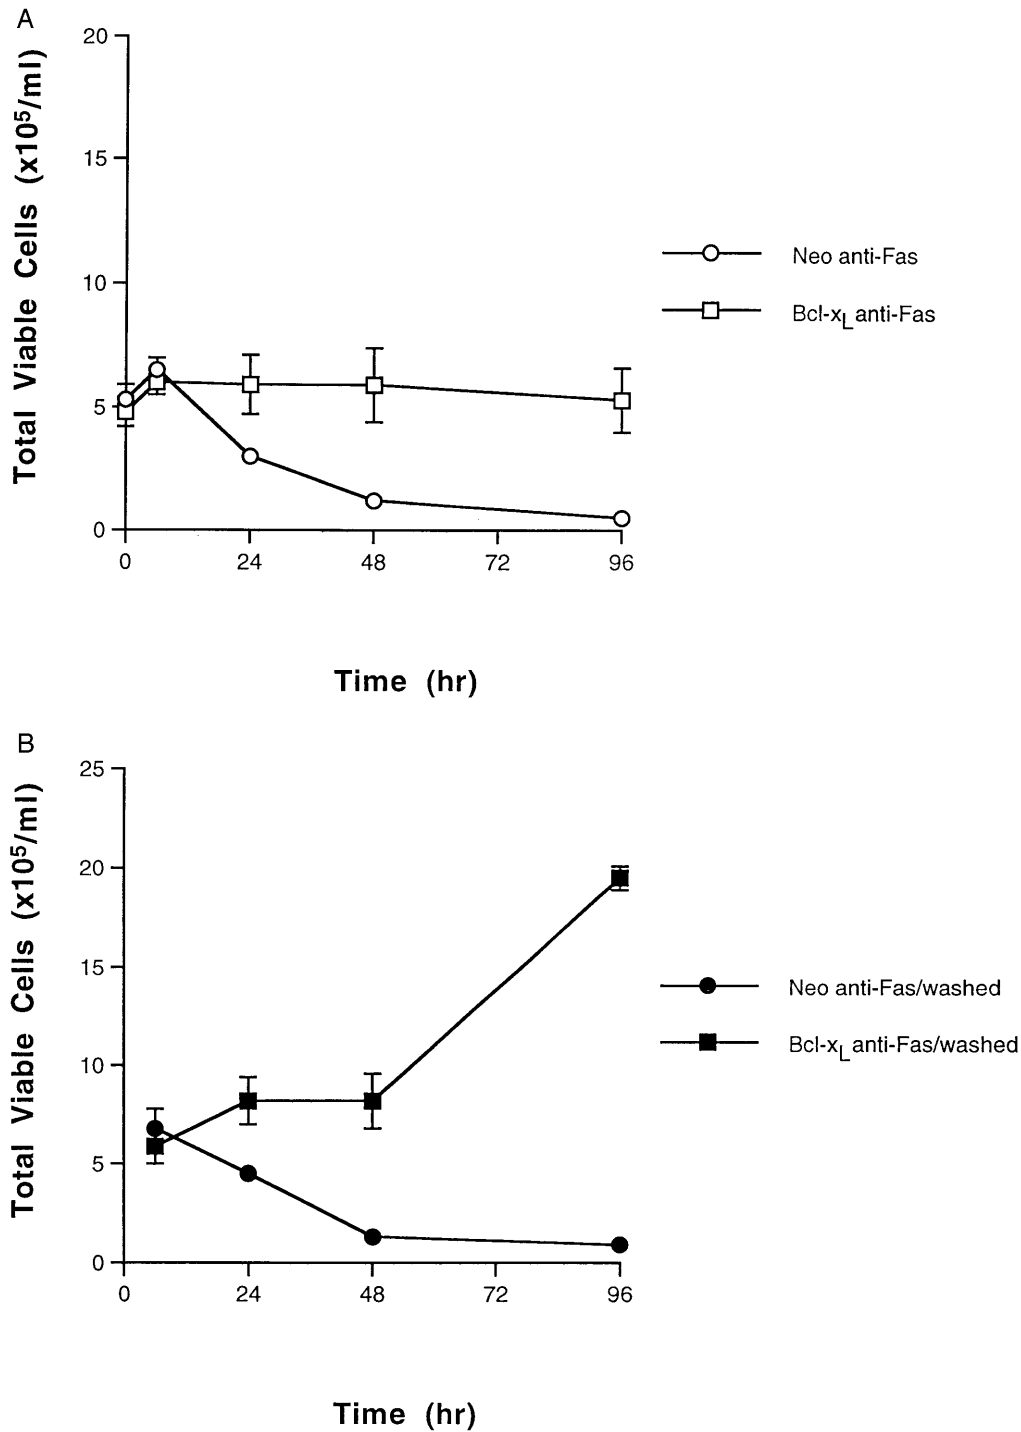 A
Total Viable Cells (x10⁵/ml)
20
15
10
5
0
0 24 48 72 96
Time (hr)
Neo anti-Fas
Bcl-xL anti-Fas
B
Total Viable Cells (x10⁵/ml)
25
20
15
10
5
0
0 24 48 72 96
Time (hr)
Neo anti-Fas/washed
Bcl-xL anti-Fas/washed